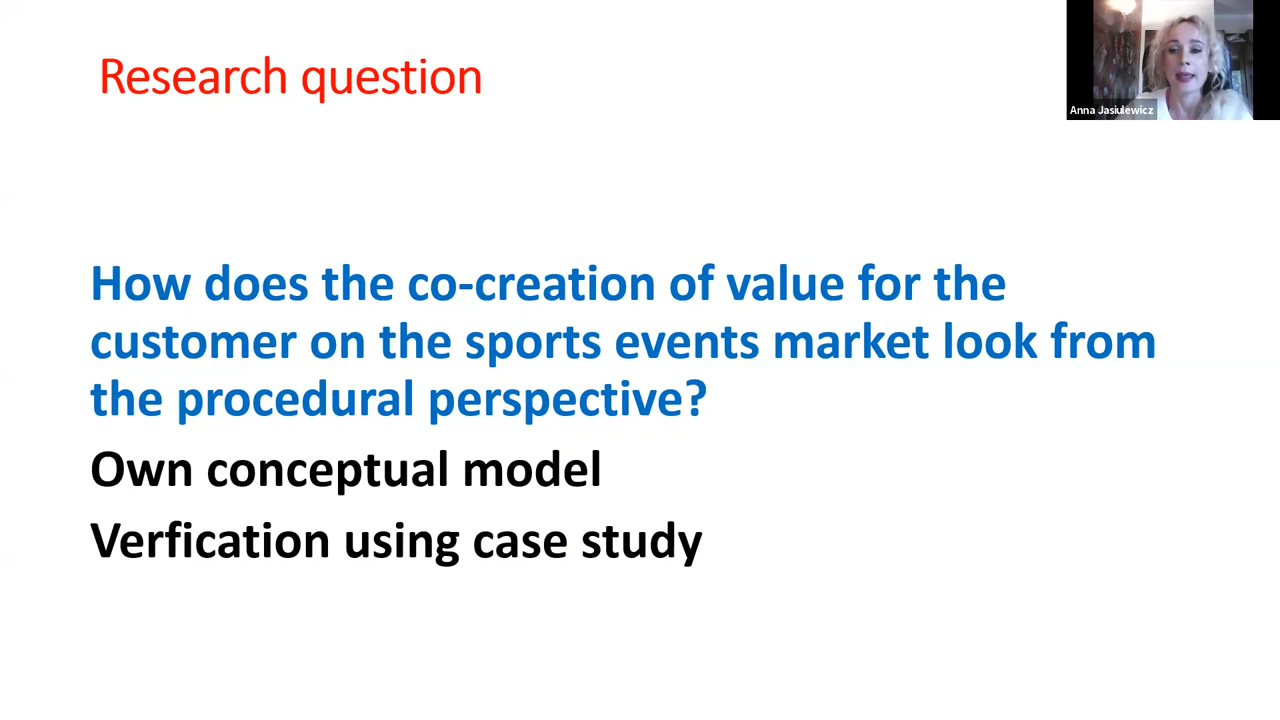 Research question
Anna Jasiulewicz
How does the co-creation of value for the
customer on the sports events market look from
the procedural perspective?
Own conceptual model
Verfication using case study